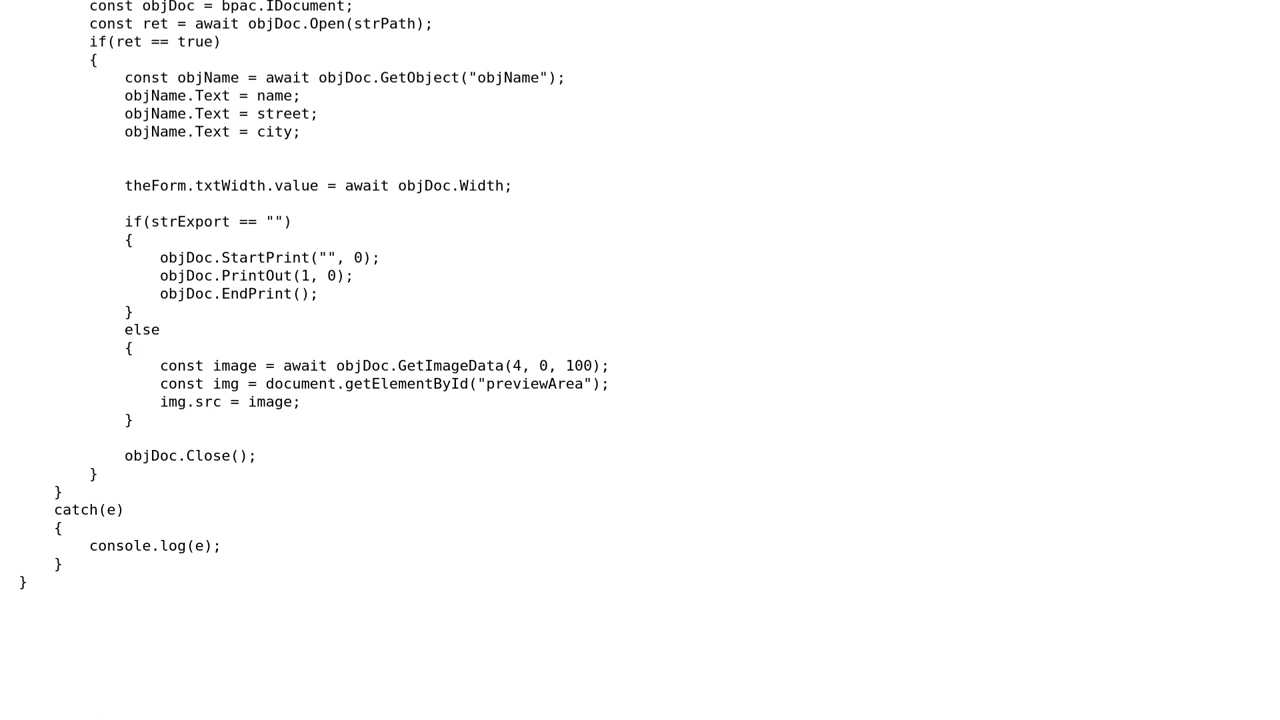 const objDoc = bpac.IDocument;
const ret = await objDoc.Open(strPath);
if(ret == true)
{
const objName = await objDoc.GetObject("objName");
objName.Text = name;
objName.Text = street;
objName.Text = city;
theForm.txtWidth.value = await objDoc.Width;
if(strExport == "")
{
objDoc.StartPrint("", 0);
objDoc.PrintOut(1, 0);
objDoc.EndPrint();
}
else
{
const image = await objDoc.GetImageData(4, 0, 100);
const img = document.getElementById("previewArea");
img.src = image;
}
objDoc.Close();
}
}
catch(e)
{
console.log(e);
}
}